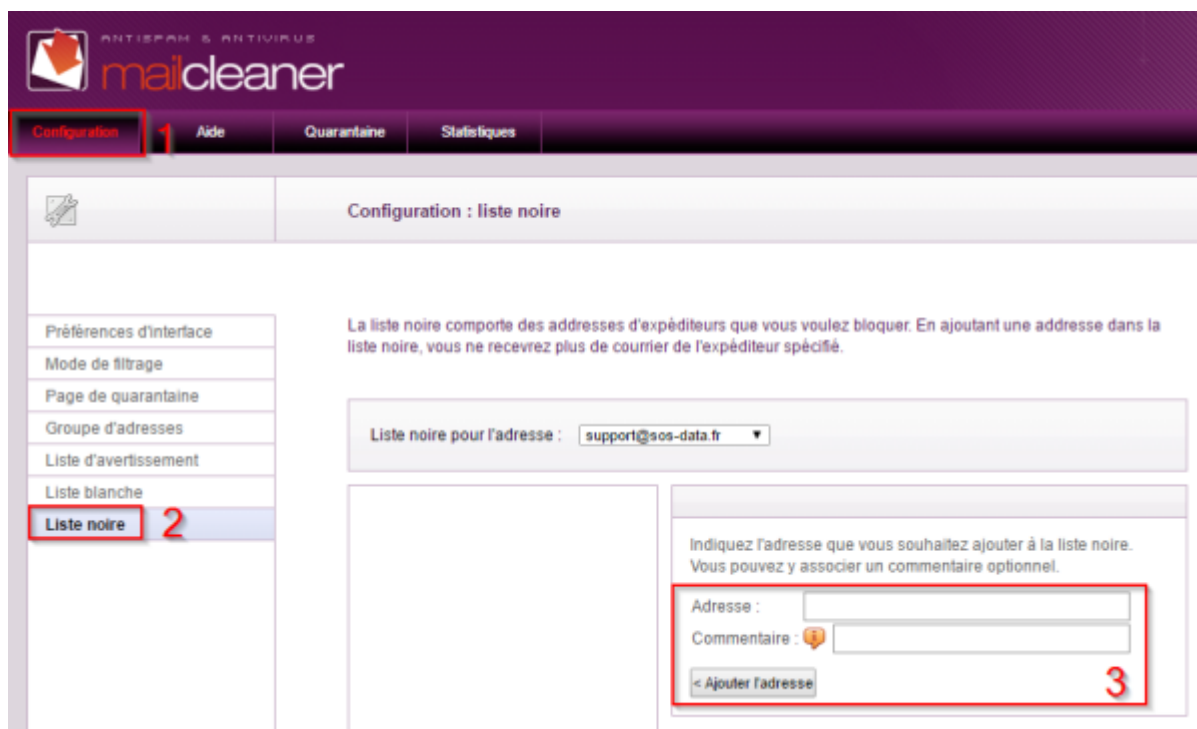 ANTISPAM & ANTIVIRUS
mailcleaner
Configuration 1 Aide Quarantaine Statistiques
Configuration : liste noire
Préférences d'interface
Mode de filtrage
Page de quarantaine
Groupe d'adresses
Liste d'avertissement
Liste blanche
Liste noire 2
La liste noire comporte des addresses d'expéditeurs que vous voulez bloquer. En ajoutant une addresse dans la
liste noire, vous ne recevrez plus de courrier de l'expéditeur spécifié.
Liste noire pour l'adresse : support@sos-data.fr
Indiquez l'adresse que vous souhaitez ajouter à la liste noire.
Vous pouvez y associer un commentaire optionnel.
Adresse :
Commentaire :
< Ajouter l'adresse 3